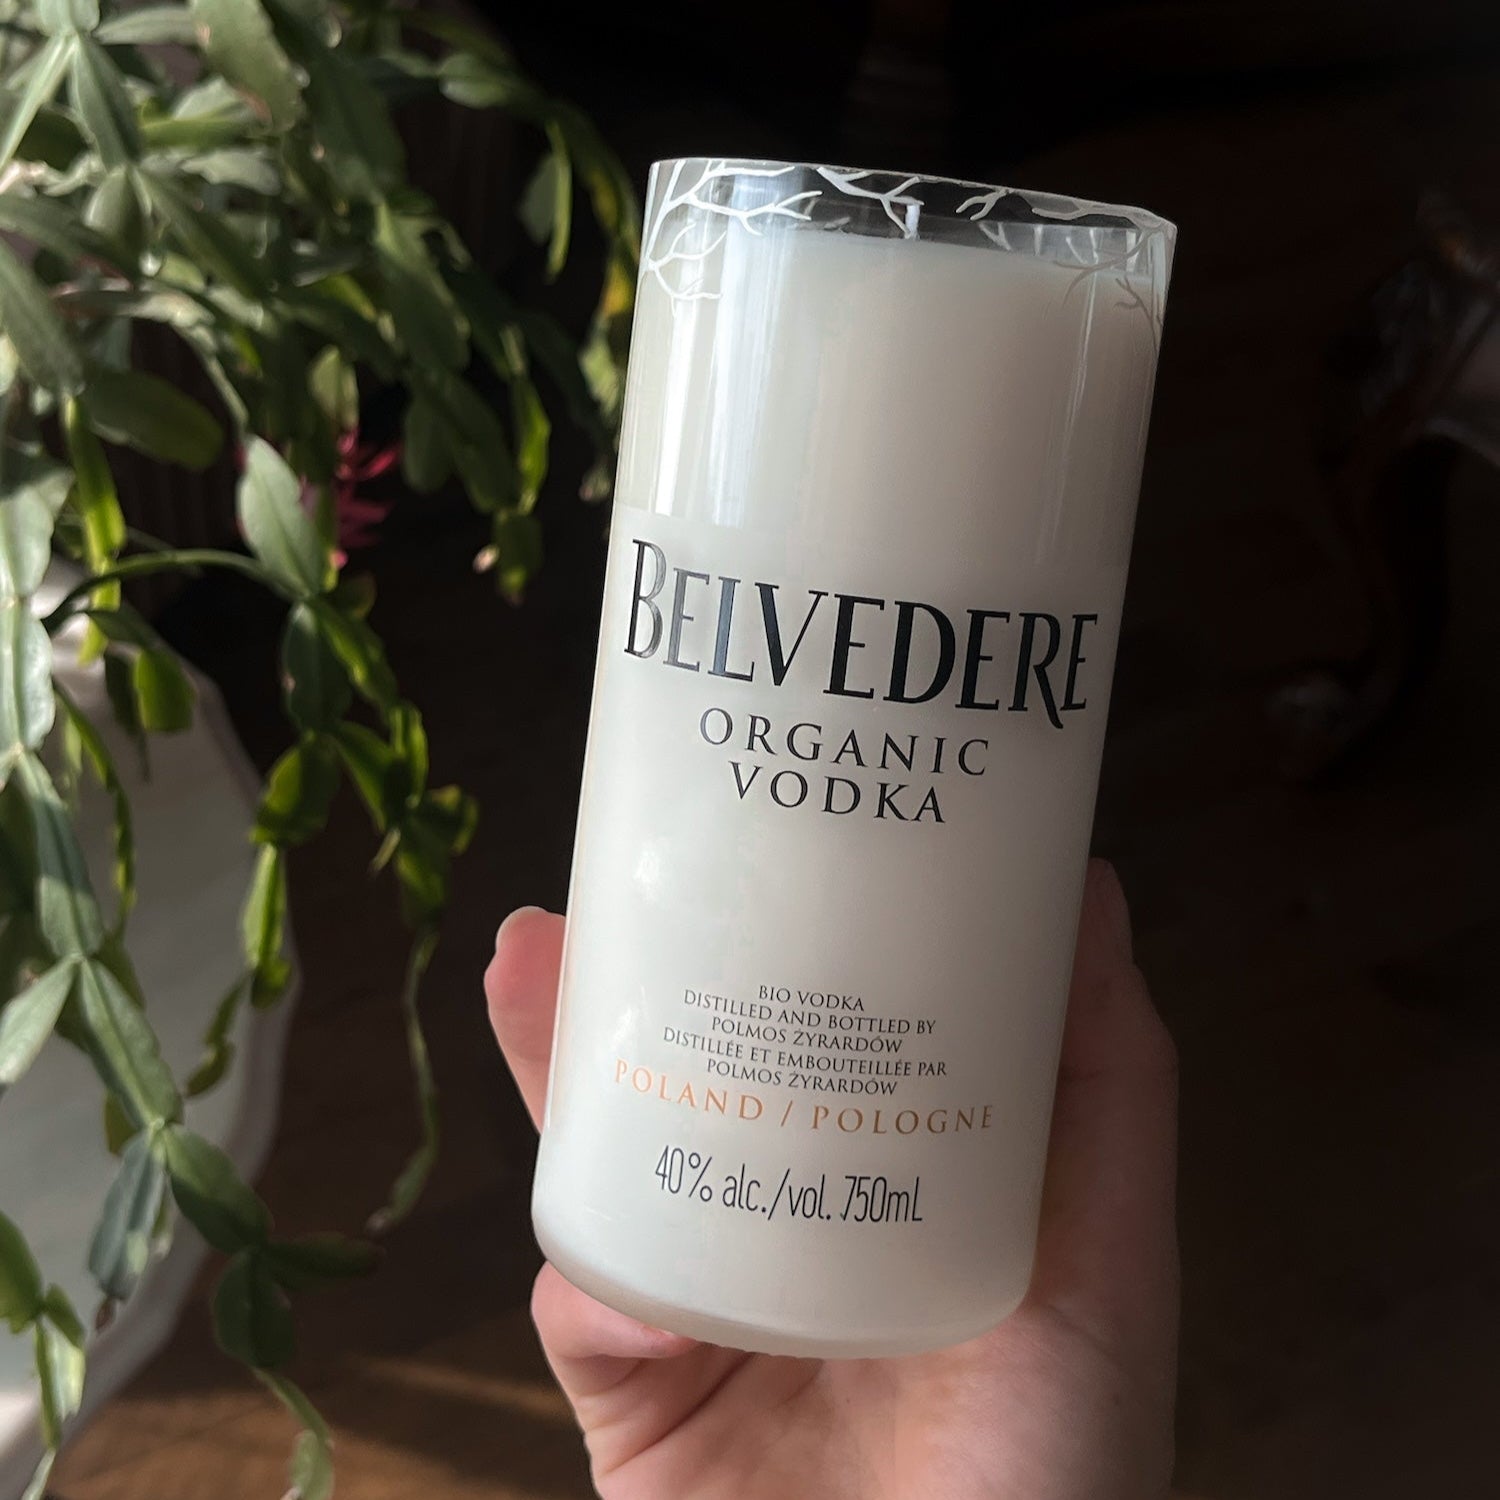 BELVEDERE
ORGANIC
VODKA
BIO VODKA
DISTILLED AND BOTTLED BY
POLMOS ŻYRARDÓW
DISTILLÉE ET EMBOUTEILLÉE PAR
POLMOS ŻYRARDÓW
POLAND / POLOGNE
40% alc./vol. 750mL